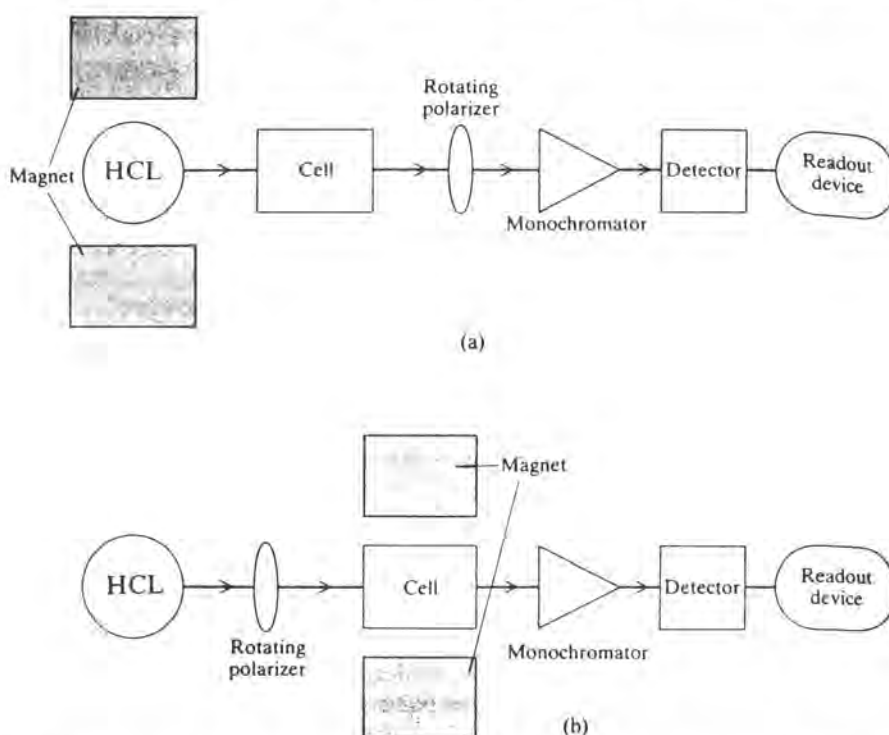 Rotating
polarizer
Magnet
HCL
Cell
Monochromator
Detector
Readout
device
(a)
Magnet
HCL
Rotating
polarizer
Cell
Monochromator
Detector
Readout
device
(b)